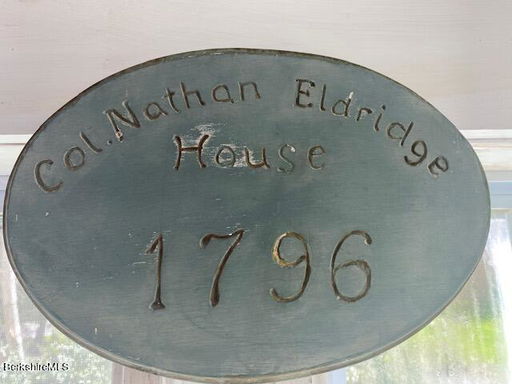 Col. Nathan Eldridge
House
1796
BerkshireMLS